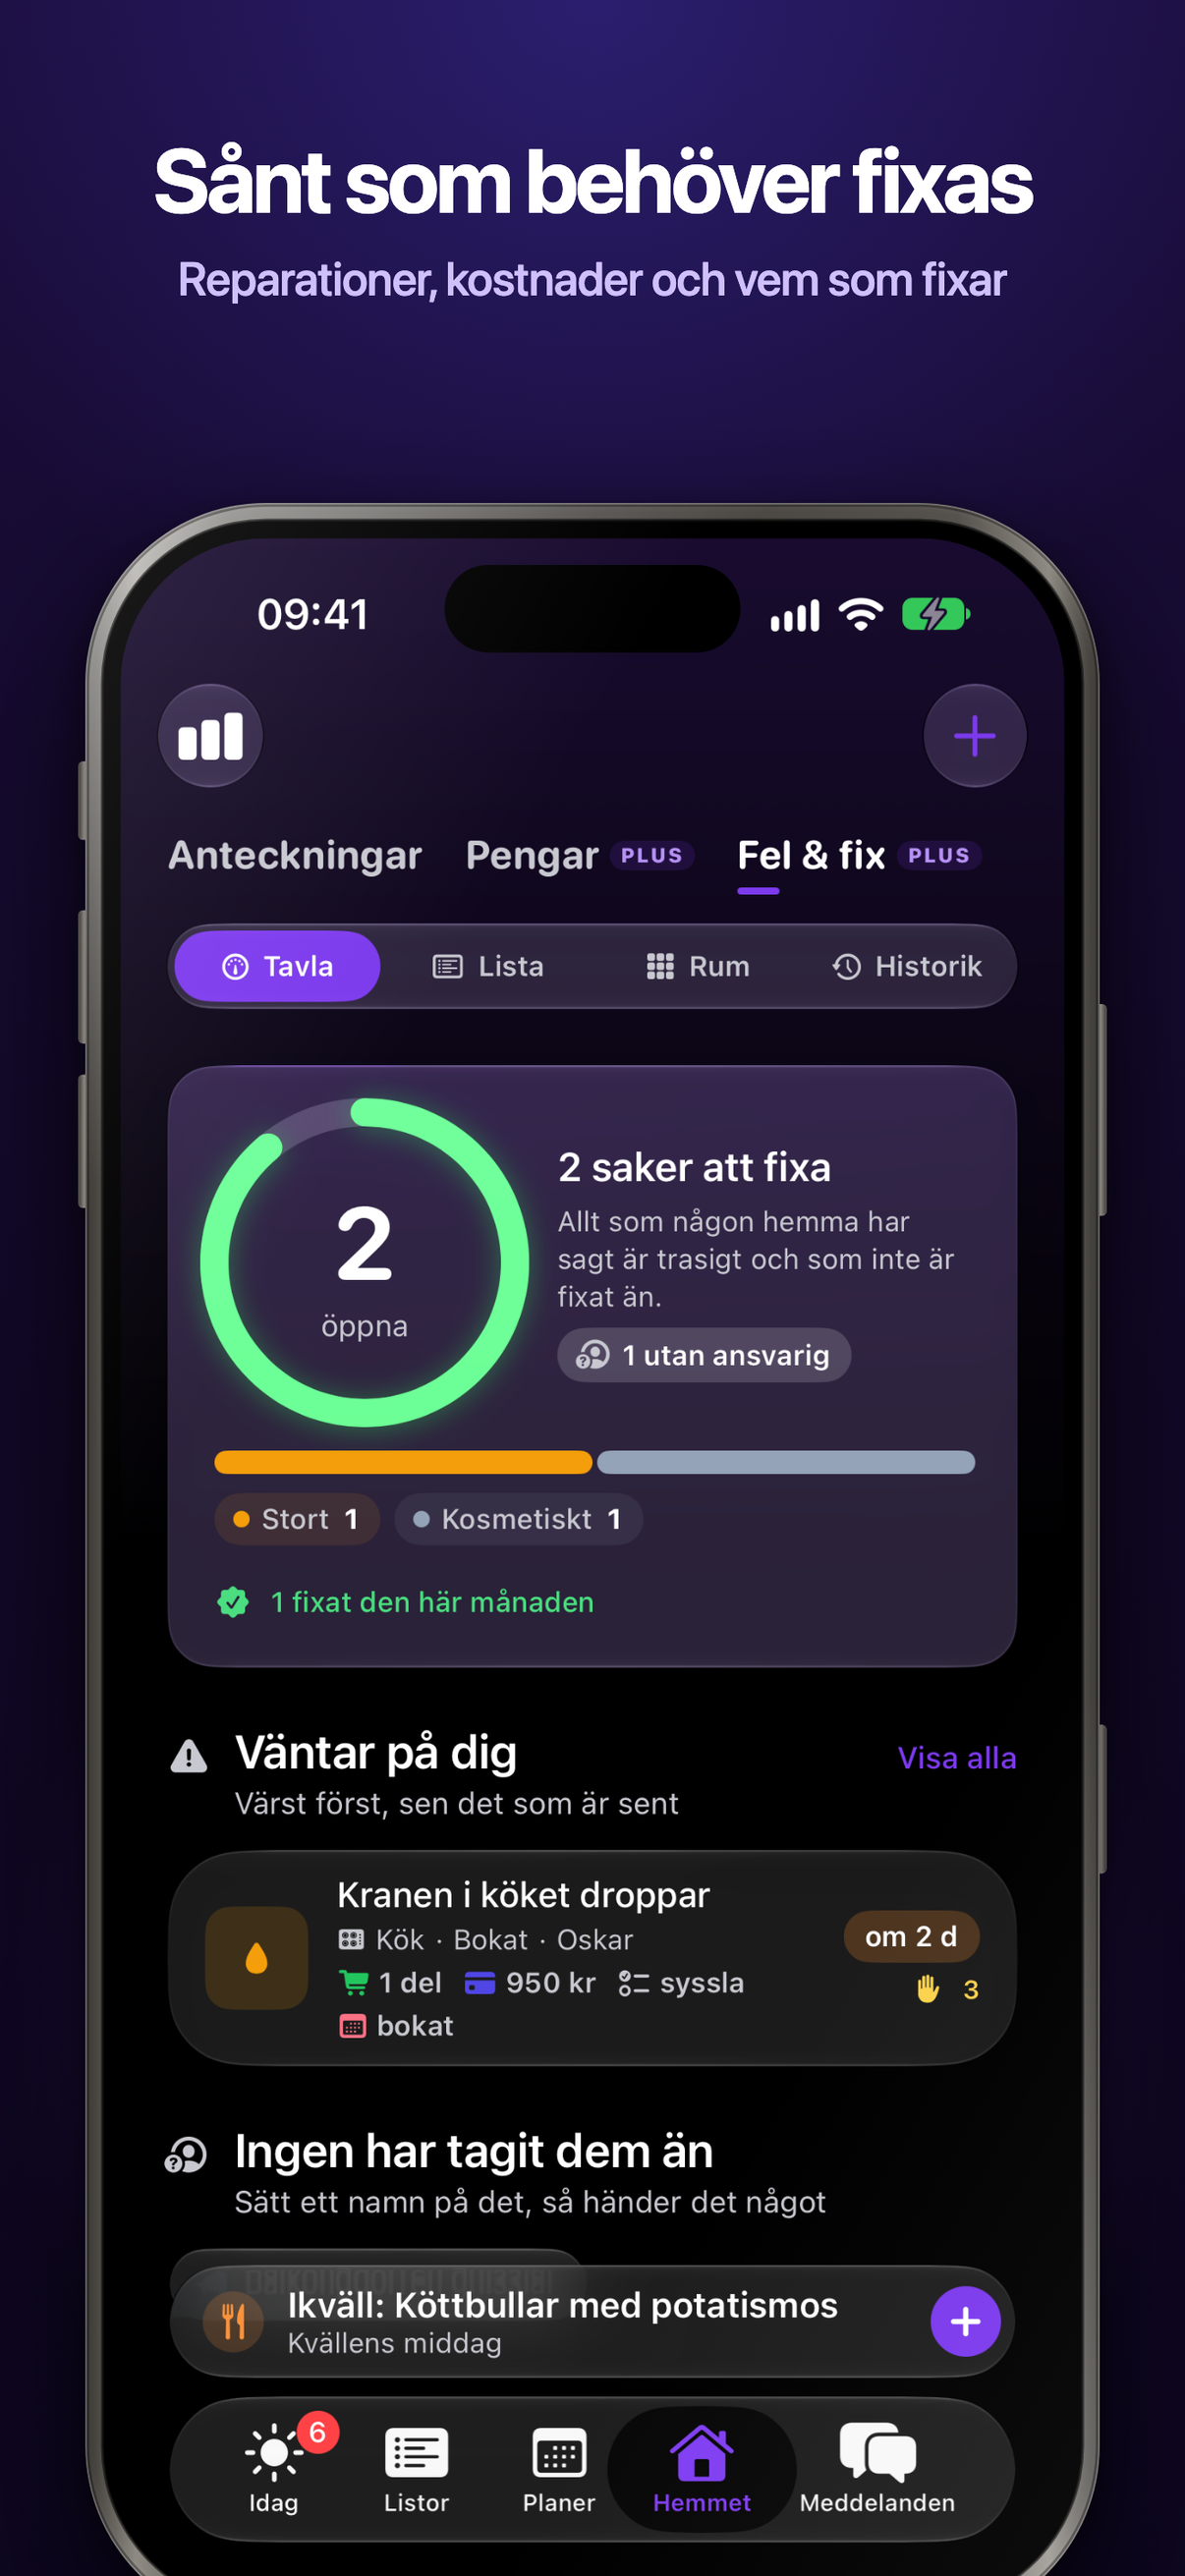 Sånt som behöver fixas
Reparationer, kostnader och vem som fixar
09:41
Anteckningar Pengar PLUS Fel & fix PLUS
Tavla Lista Rum Historik
2
öppna
2 saker att fixa
Allt som någon hemma har
sagt är trasigt och som inte är
fixat än.
1 utan ansvarig
Stort 1 Kosmetiskt 1
1 fixat den här månaden
Väntar på dig
Visa alla
Värst först, sen det som är sent
Kranen i köket droppar
Kök · Bokat · Oskar
om 2 d
1 del 950 kr syssla
3
bokat
Ingen har tagit dem än
Sätt ett namn på det, så händer det något
Ikväll: Köttbullar med potatismos
Kvällens middag
6
Idag Listor Planer Hemmet Meddelanden